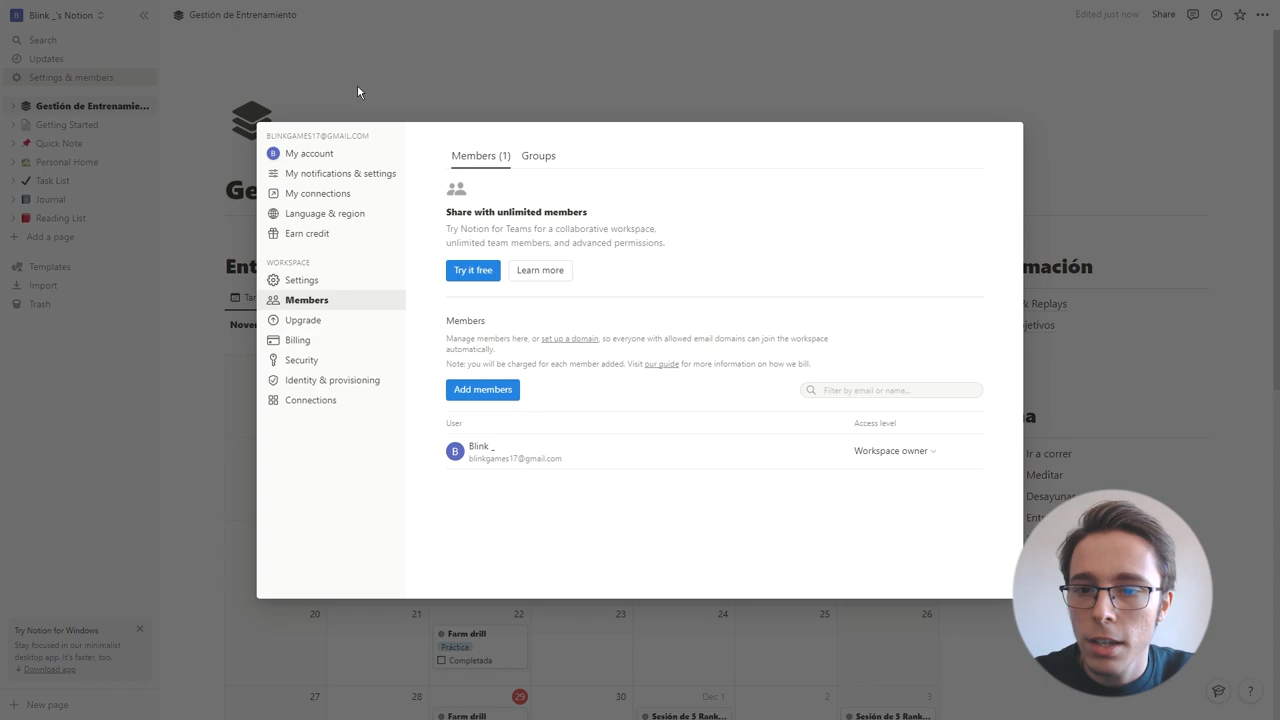 Blink _'s Notion
Search
Updates
Settings & members
Gestión de Entrenamie...
Getting Started
Quick Note
Personal Home
Task List
Journal
Reading List
Add a page
Templates
Import
Trash
Try Notion for Windows
Stay focused in our minimalist
desktop app. It's faster, too.
Download app
New page
Gestión de Entrenamiento
Edited just now
Share
BLINKGAMES17@GMAIL.COM
My account
My notifications & settings
My connections
Language & region
Earn credit
WORKSPACE
Settings
Members
Upgrade
Billing
Security
Identity & provisioning
Connections
Members (1) Groups
Share with unlimited members
Try Notion for Teams for a collaborative workspace,
unlimited team members, and advanced permissions.
Try it free Learn more
Members
Manage members here, or set up a domain, so everyone with allowed email domains can join the workspace
automatically.
Note: you will be charged for each member added. Visit our guide for more information on how we bill.
Add members
Filter by email or name...
User Access level
B
Blink _
blinkgames17@gmail.com
Workspace owner
mación
& Replays
Ir a correr
Meditar
20 21 22 23 24 25 26
Farm drill
Práctica
Completada
27 28 29 30 Dec 1 2 3
Farm drill
Sesión de 5 Rank...
Sesión de 5 Rank...
?